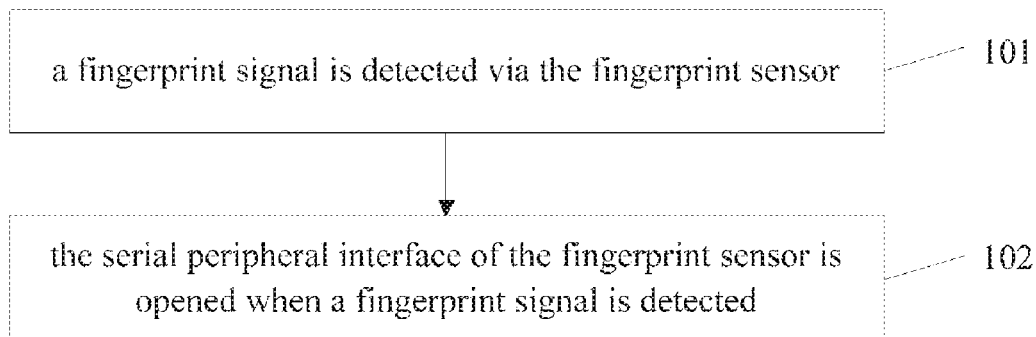 a fingerprint signal is detected via the fingerprint sensor
101
the serial peripheral interface of the fingerprint sensor is
opened when a fingerprint signal is detected
102